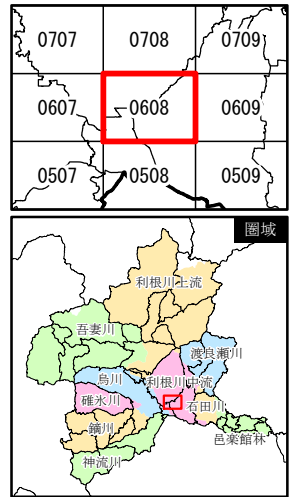 0707 0708 0709
0607 0608 0609
0507 0508 0509
圏域
利根川上流
吾妻川
渡良瀬川
烏川 利根川中流
碓氷川
石田川
鏑川
邑楽館林
神流川